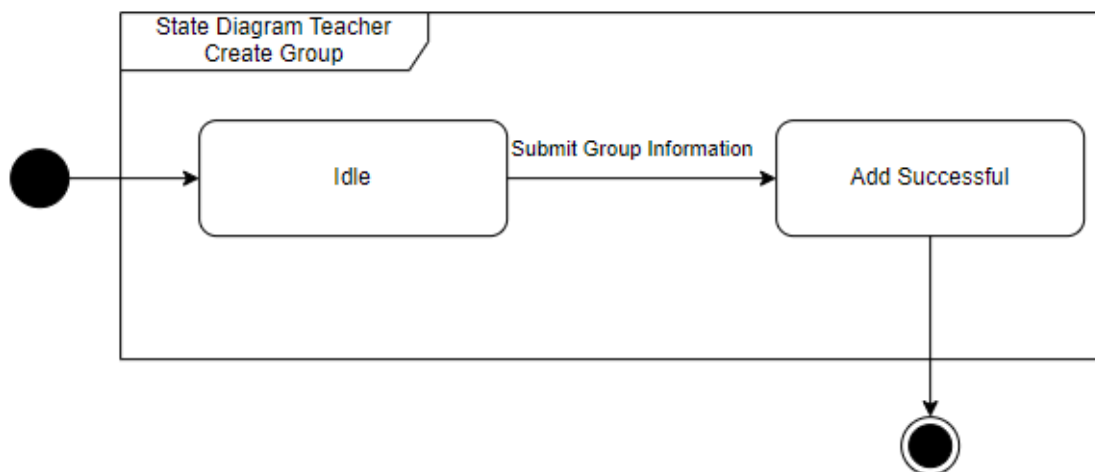 State Diagram Teacher
Create Group
Idle
Submit Group Information
Add Successful